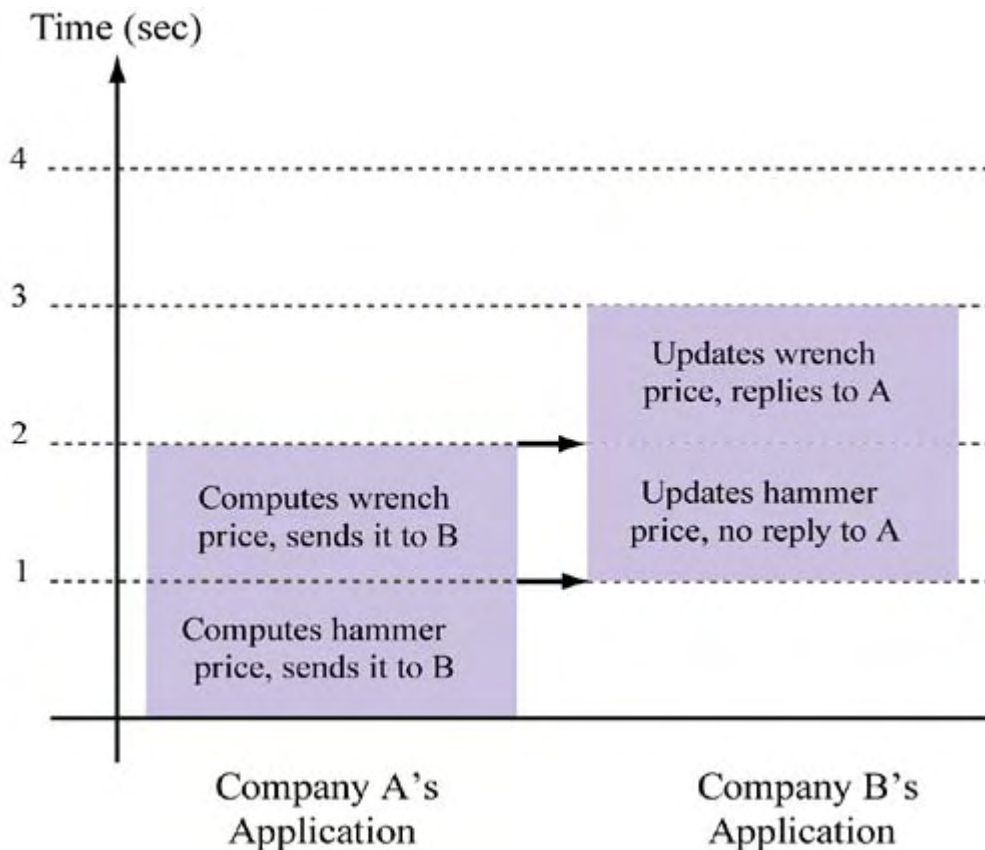 Time (sec)
4
3
Updates wrench
price, replies to A
2
Computes wrench
price, sends it to B
Updates hammer
price, no reply to A
1
Computes hammer
price, sends it to B
Company A's
Application
Company B's
Application